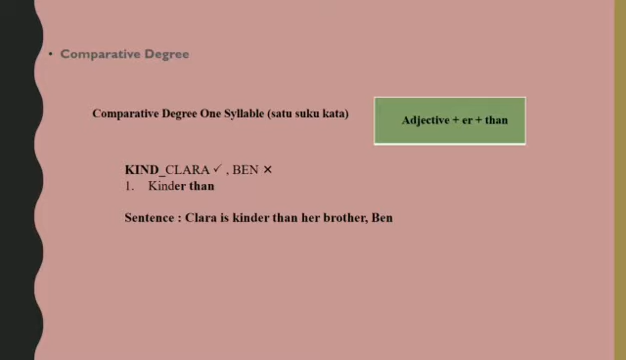 • Comparative Degree
Comparative Degree One Syllable (satu suku kata)
Adjective + er + than
KIND_CLARA ✓ , BEN ✕
1. Kinder than
Sentence : Clara is kinder than her brother, Ben